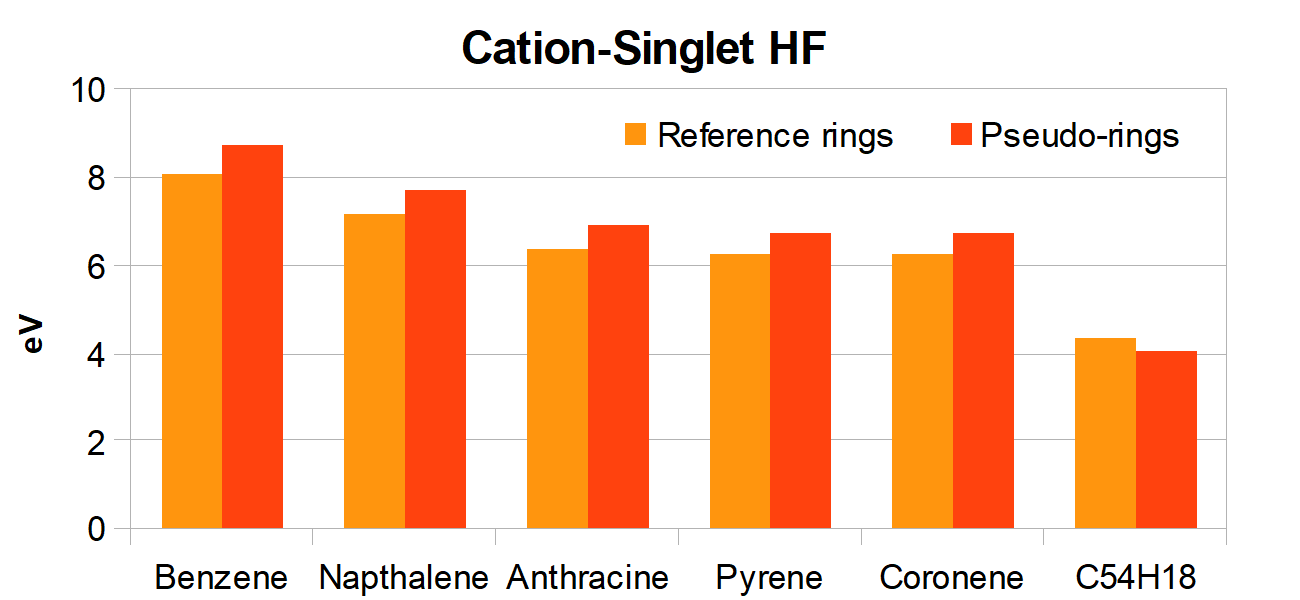 Cation-Singlet HF
10
Reference rings Pseudo-rings
8
6
eV
4
2
0
Benzene Napthalene Anthracine Pyrene Coronene C54H18